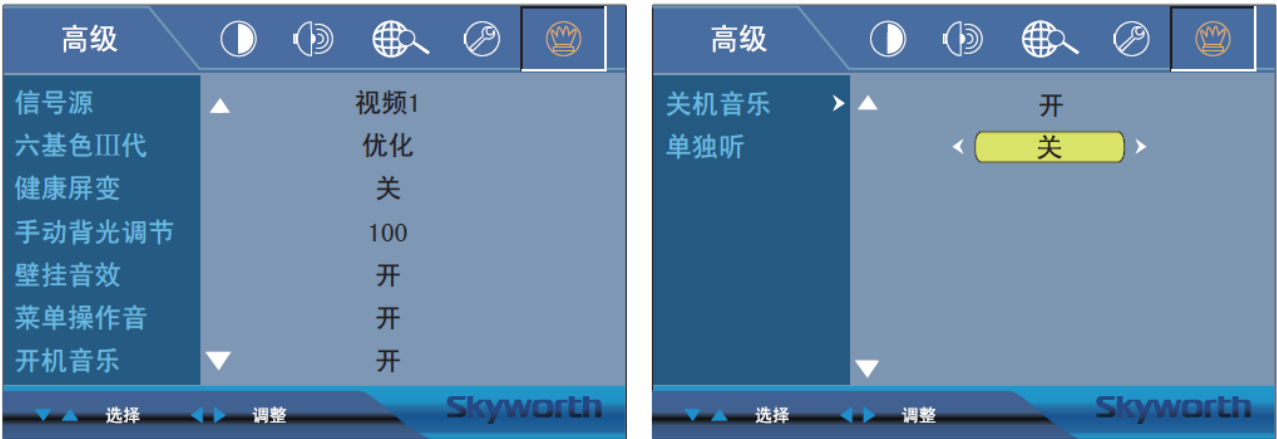 高级
信号源 视频1
六基色III代 优化
健康屏变 关
手动背光调节 100
壁挂音效 开
菜单操作音 开
开机音乐 开
选择 调整 Skyworth
高级
关机音乐 开
单独听 关
选择 调整 Skyworth